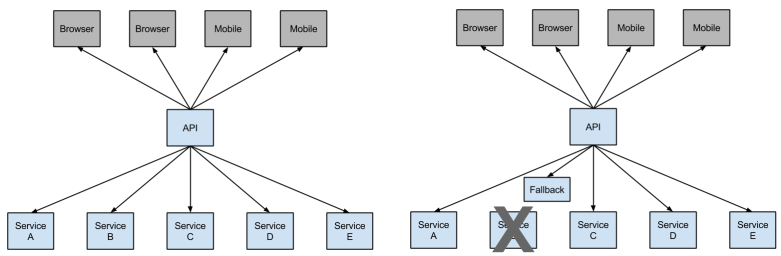 Browser Browser Mobile Mobile
API
Service Service Service Service Service
A B C D E
Browser Browser Mobile Mobile
API
Fallback
Service Service Service Service
A C D E